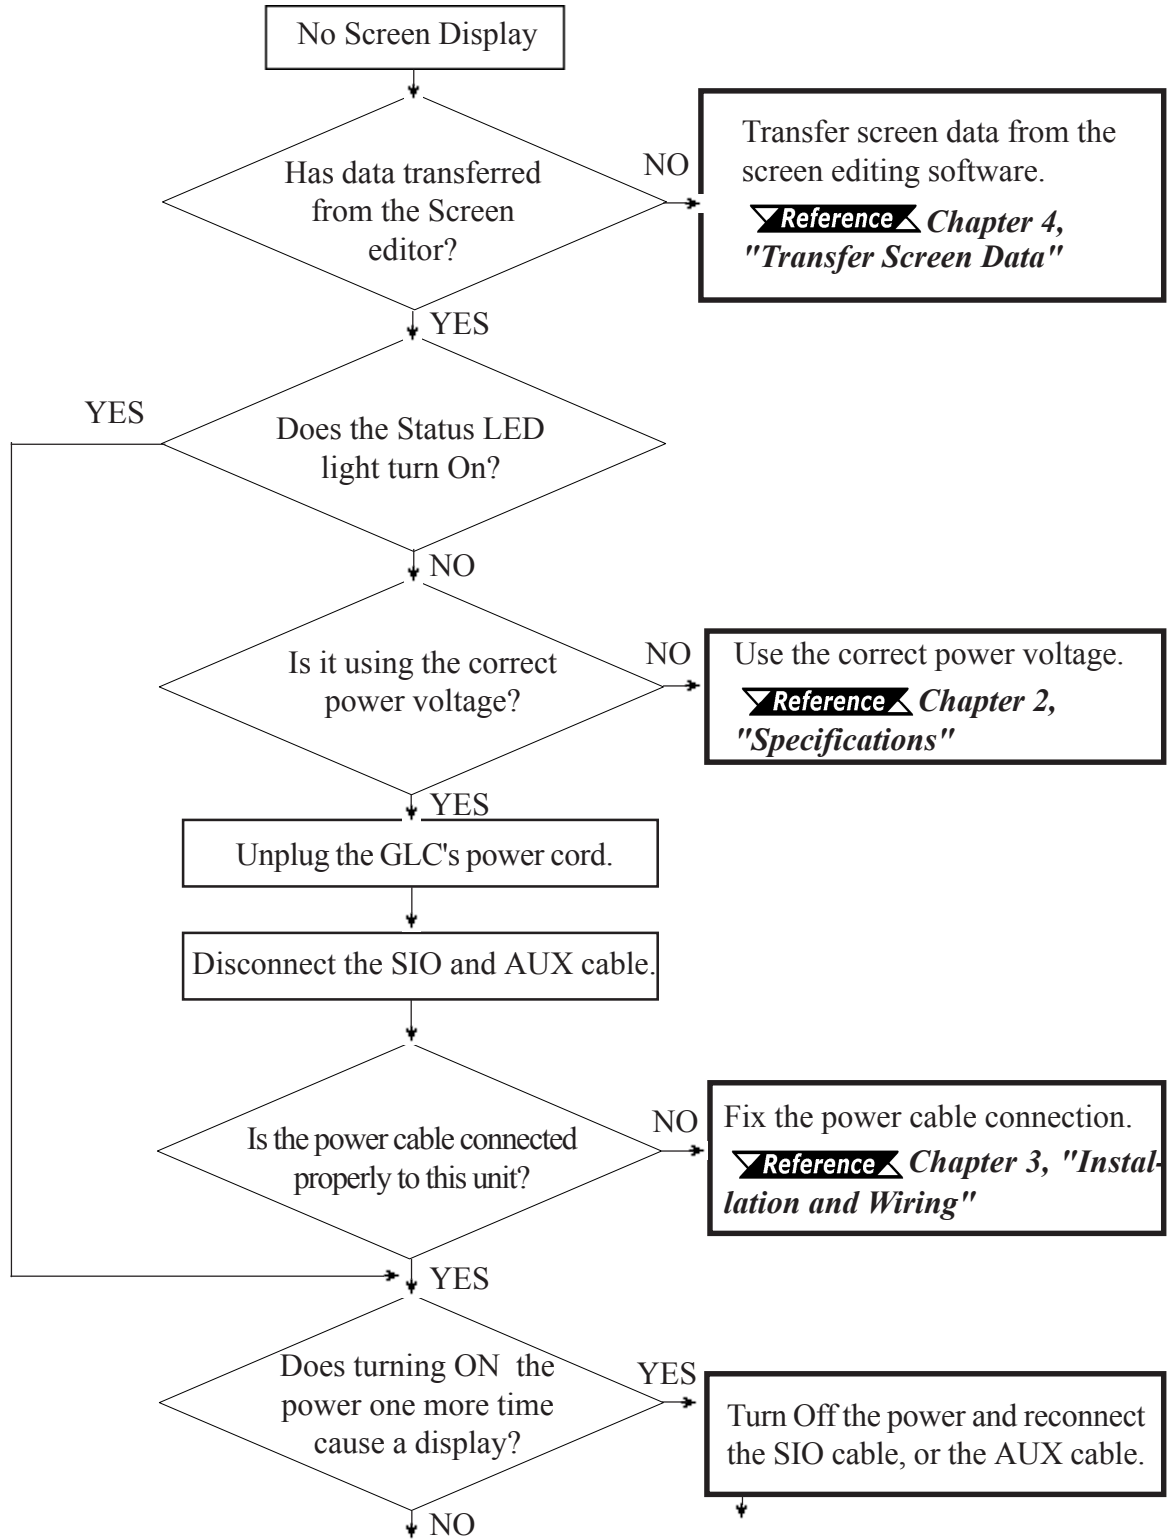 No Screen Display
Has data transferred
from the Screen
editor?
NO
Transfer screen data from the
screen editing software.
Reference Chapter 4,
"Transfer Screen Data"
YES
YES
Does the Status LED
light turn On?
NO
Is it using the correct
power voltage?
NO
Use the correct power voltage.
Reference Chapter 2,
"Specifications"
YES
Unplug the GLC's power cord.
Disconnect the SIO and AUX cable.
Is the power cable connected
properly to this unit?
NO
Fix the power cable connection.
Reference Chapter 3, "Instal-
lation and Wiring"
YES
Does turning ON the
power one more time
cause a display?
YES
Turn Off the power and reconnect
the SIO cable, or the AUX cable.
NO